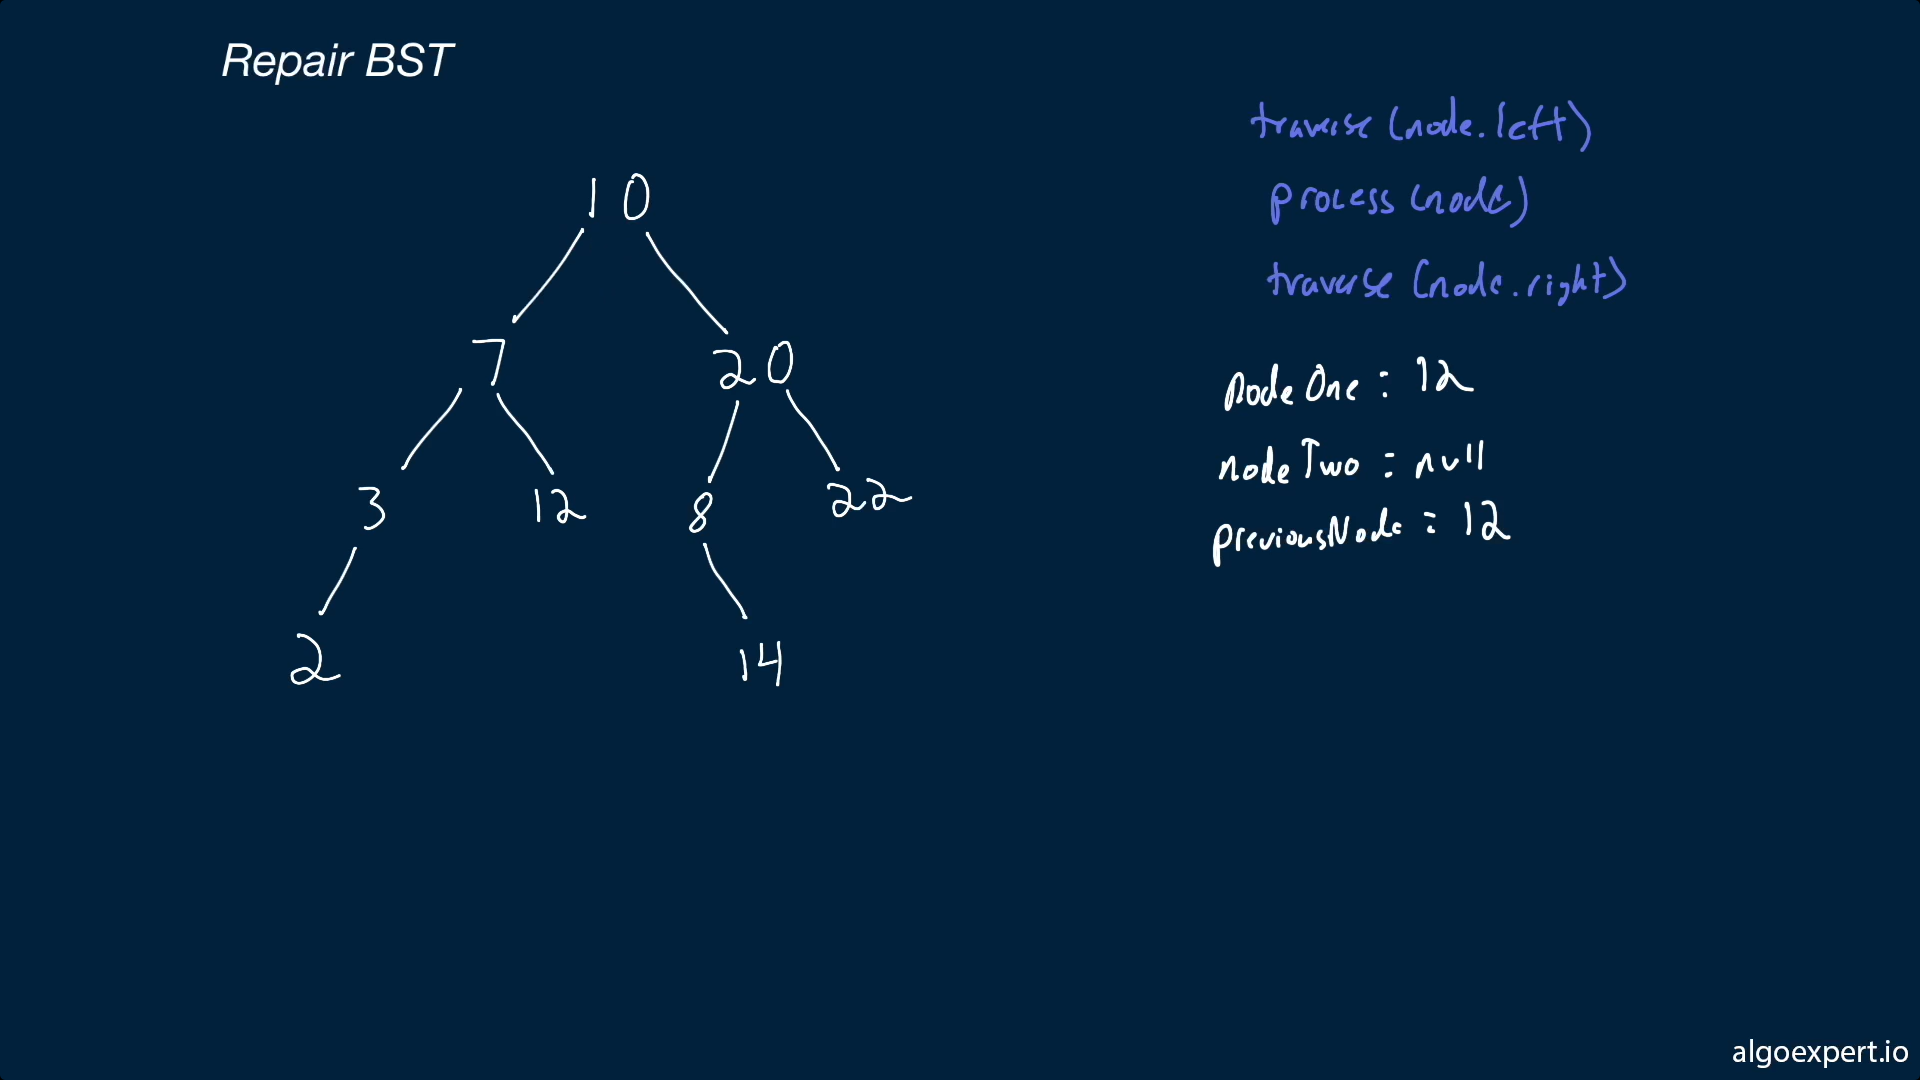 Repair BST
10
7 20
3 12 8 22
2 14
traverse (node.left)
process (node)
traverse (node.right)
nodeOne : 12
nodeTwo : null
previousNode : 12
algoexpert.io